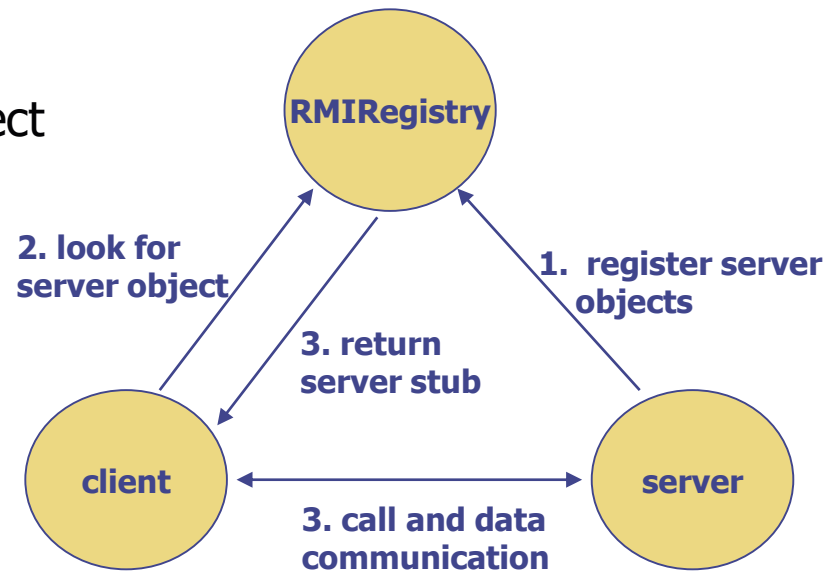 RMIRegistry
ect
2. look for
server object
1. register server
objects
3. return
server stub
client
server
3. call and data
communication